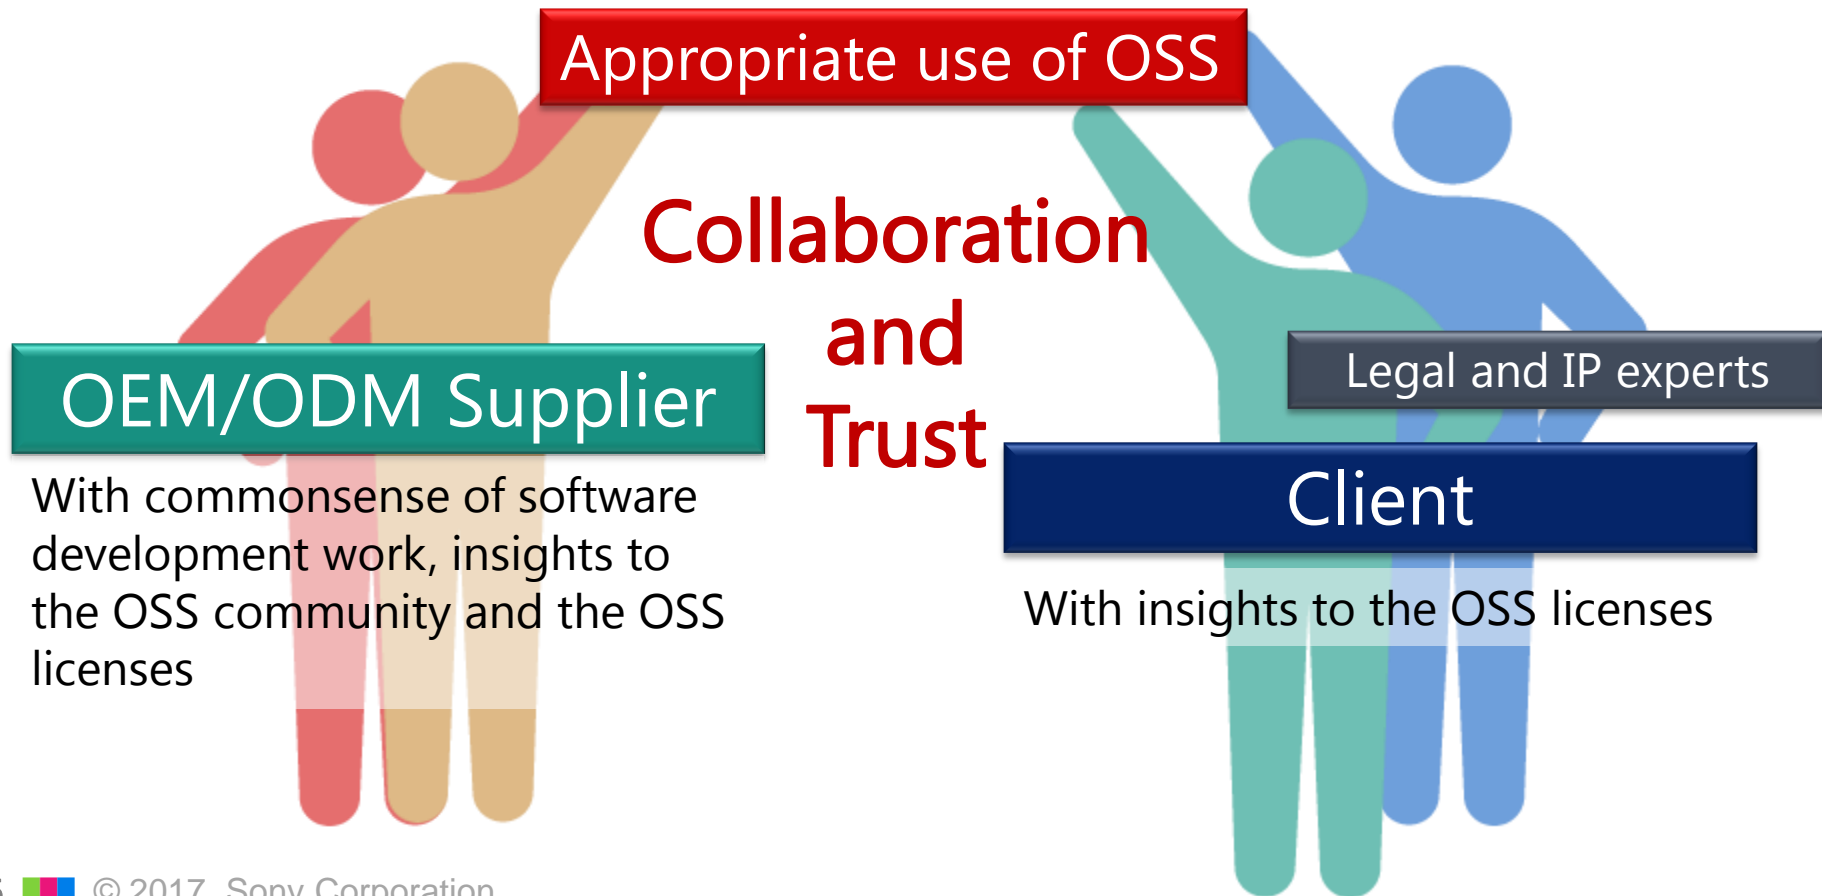 Appropriate use of OSS
Collaboration
and
Trust
OEM/ODM Supplier
With commonsense of software
development work, insights to
the OSS community and the OSS
licenses
Legal and IP experts
Client
With insights to the OSS licenses
© 2017 Sony Corporation